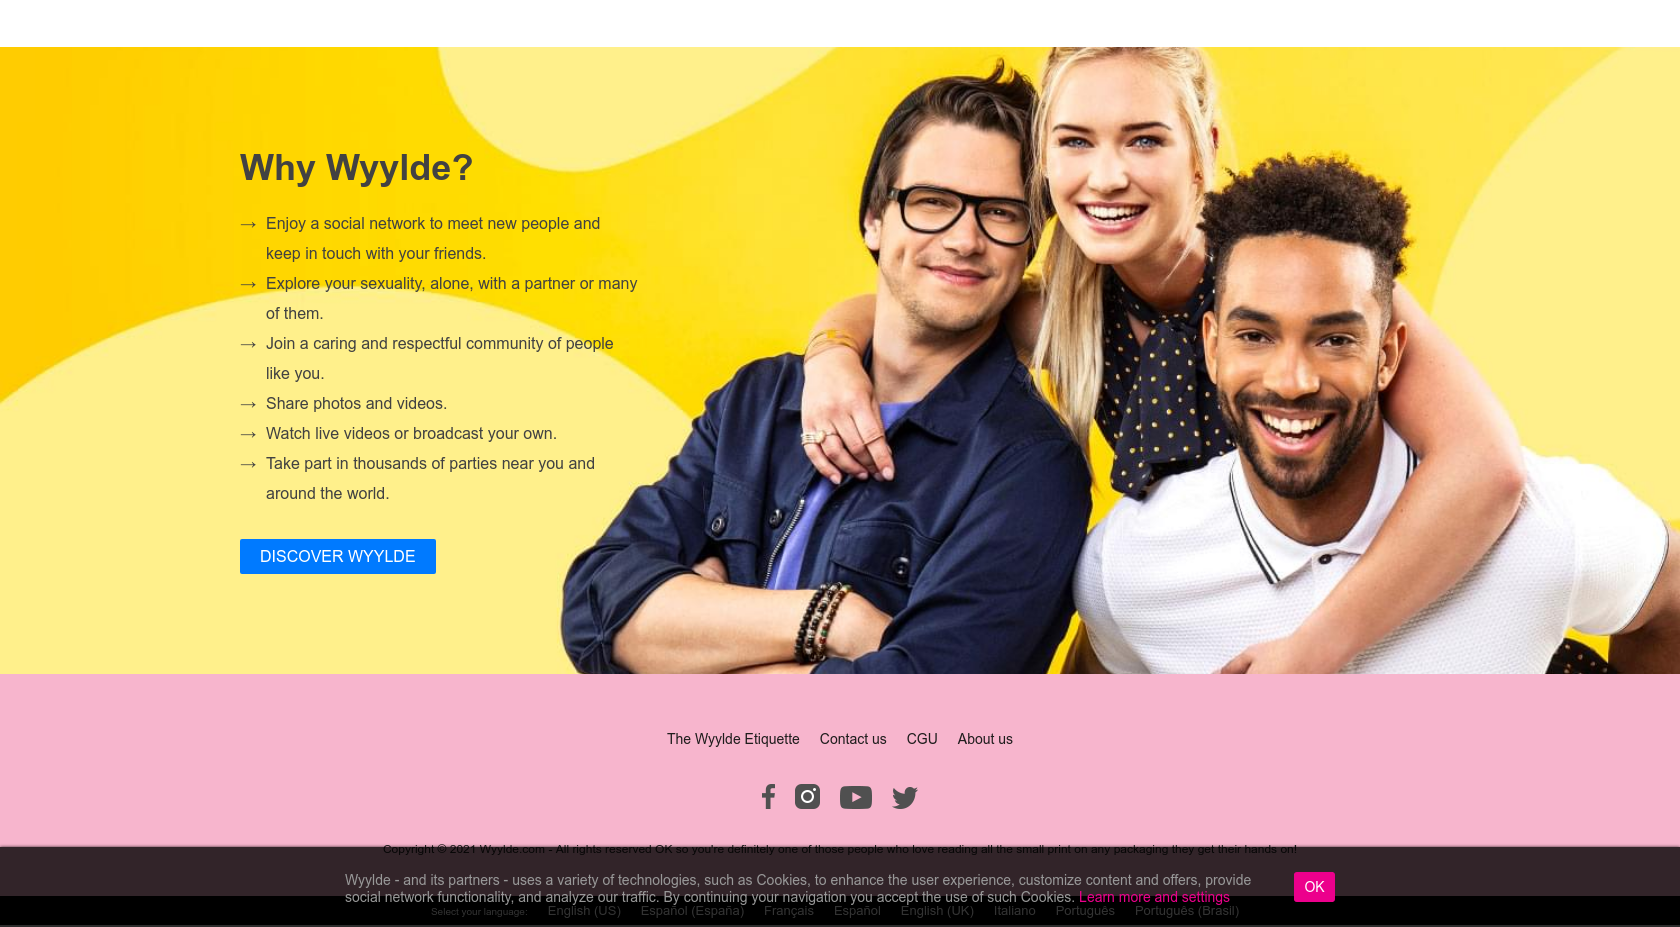 Why Wyylde?
→ Enjoy a social network to meet new people and
keep in touch with your friends.
→ Explore your sexuality, alone, with a partner or many
of them.
→ Join a caring and respectful community of people
like you.
→ Share photos and videos.
→ Watch live videos or broadcast your own.
→ Take part in thousands of parties near you and
around the world.
DISCOVER WYYLDE
The Wyylde Etiquette Contact us CGU About us
Copyright © 2021 Wyylde.com - All rights reserved OK so you're definitely one of those people who love reading all the small print on any packaging they get their hands on!
Wyylde - and its partners - uses a variety of technologies, such as Cookies, to enhance the user experience, customize content and offers, provide
social network functionality, and analyze our traffic. By continuing your navigation you accept the use of such Cookies. Learn more and settings
OK
Select your language: English (US) Español (España) Français Español English (UK) Italiano Português Português (Brasil)